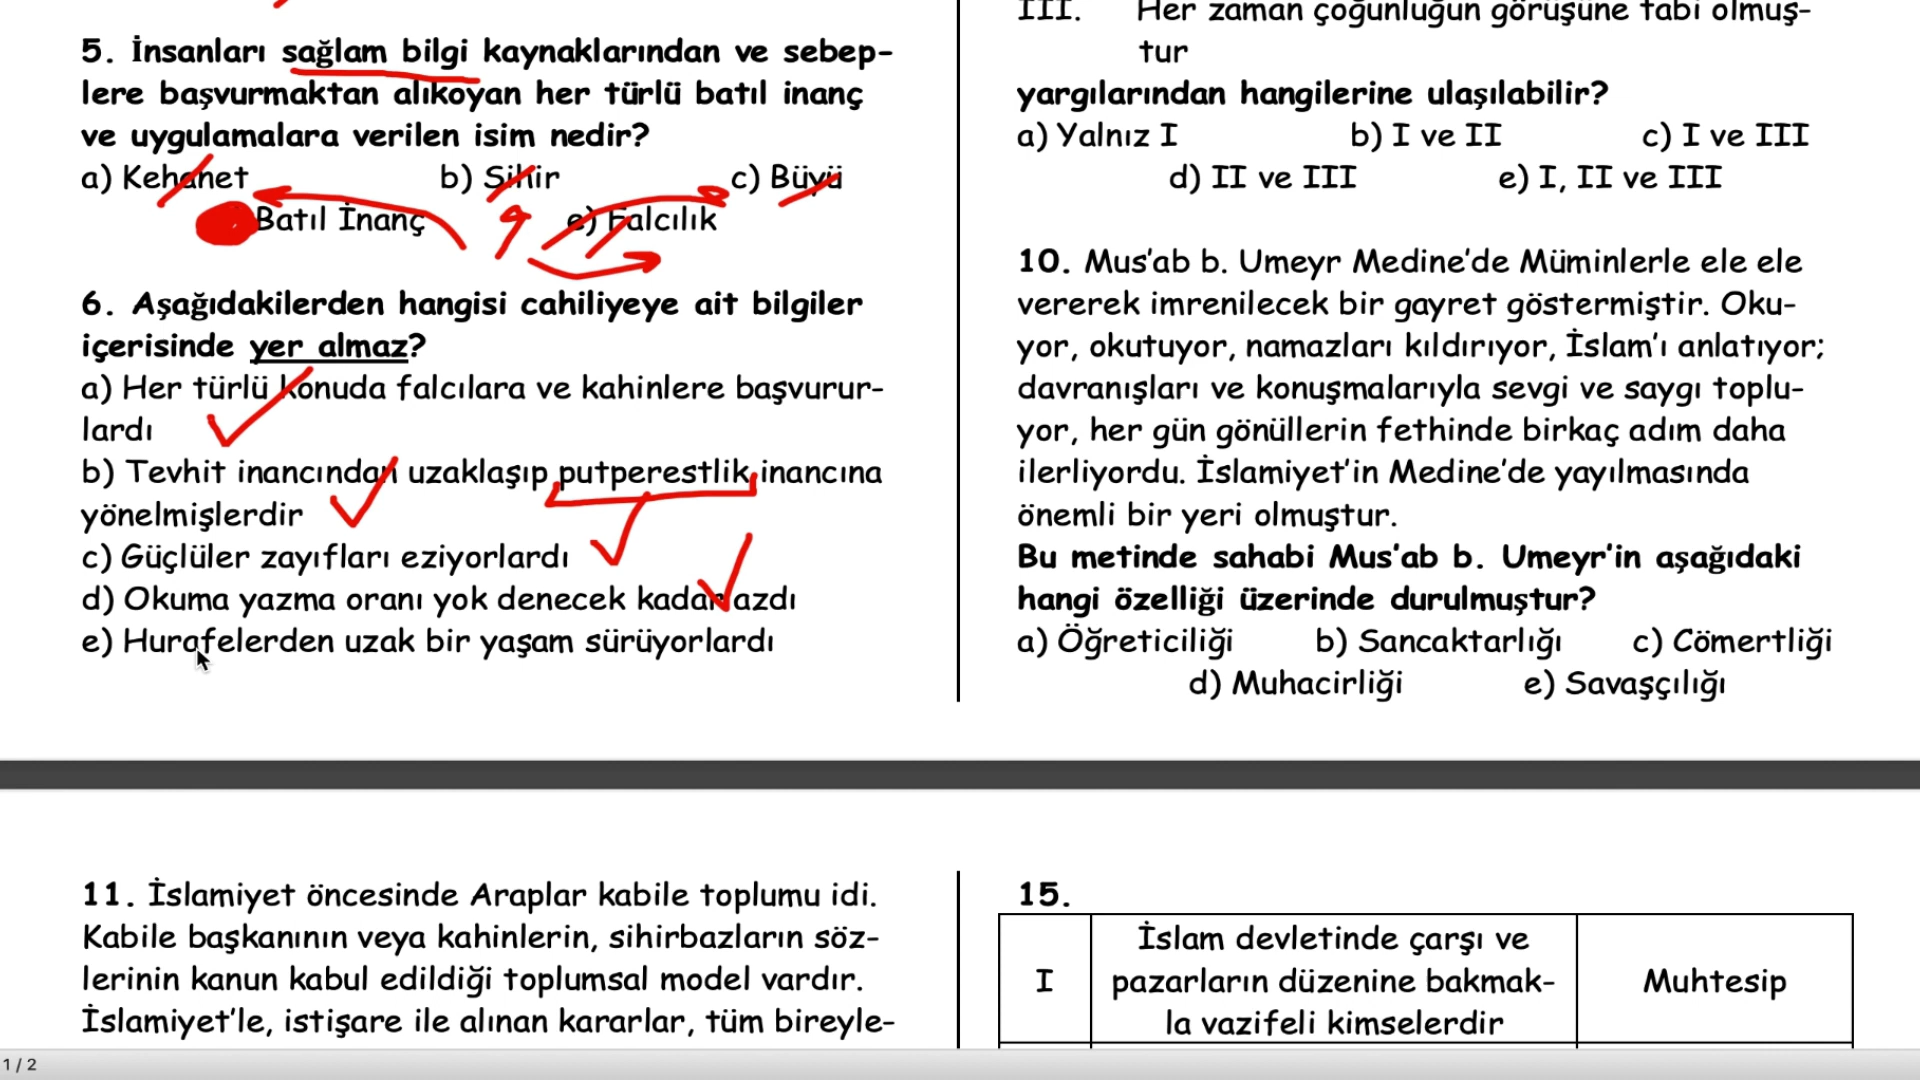 5. İnsanları sağlam bilgi kaynaklarından ve sebep-
lere başvurmaktan alıkoyan her türlü batıl inanç
ve uygulamalara verilen isim nedir?
a) Kehanet b) Sihir c) Büyü
Batıl İnanç e) Falcılık
6. Aşağıdakilerden hangisi cahiliyeye ait bilgiler
içerisinde yer almaz?
a) Her türlü konuda falcılara ve kahinlere başvurur-
lardı
b) Tevhit inancından uzaklaşıp putperestlik inancına
yönelmişlerdir
c) Güçlüler zayıfları eziyorlardı
d) Okuma yazma oranı yok denecek kadar azdı
e) Hurafelerden uzak bir yaşam sürüyorlardı
III. Her zaman çoğunluğun görüşüne tabi olmuş-
tur
yargılarından hangilerine ulaşılabilir?
a) Yalnız I b) I ve II c) I ve III
d) II ve III e) I, II ve III
10. Mus'ab b. Umeyr Medine'de Müminlerle ele ele
vererek imrenilecek bir gayret göstermiştir. Oku-
yor, okutuyor, namazları kıldırıyor, İslam'ı anlatıyor;
davranışları ve konuşmalarıyla sevgi ve saygı toplu-
yor, her gün gönüllerin fethinde birkaç adım daha
ilerliyordu. İslamiyet'in Medine'de yayılmasında
önemli bir yeri olmuştur.
Bu metinde sahabi Mus'ab b. Umeyr'in aşağıdaki
hangi özelliği üzerinde durulmuştur?
a) Öğreticiliği b) Sancaktarlığı c) Cömertliği
d) Muhacirliği e) Savaşçılığı
11. İslamiyet öncesinde Araplar kabile toplumu idi.
Kabile başkanının veya kahinlerin, sihirbazların söz-
lerinin kanun kabul edildiği toplumsal model vardır.
İslamiyet'le, istişare ile alınan kararlar, tüm bireyle-
15.
I İslam devletinde çarşı ve
pazarların düzenine bakmak-
la vazifeli kimselerdir
Muhtesip
1 / 2